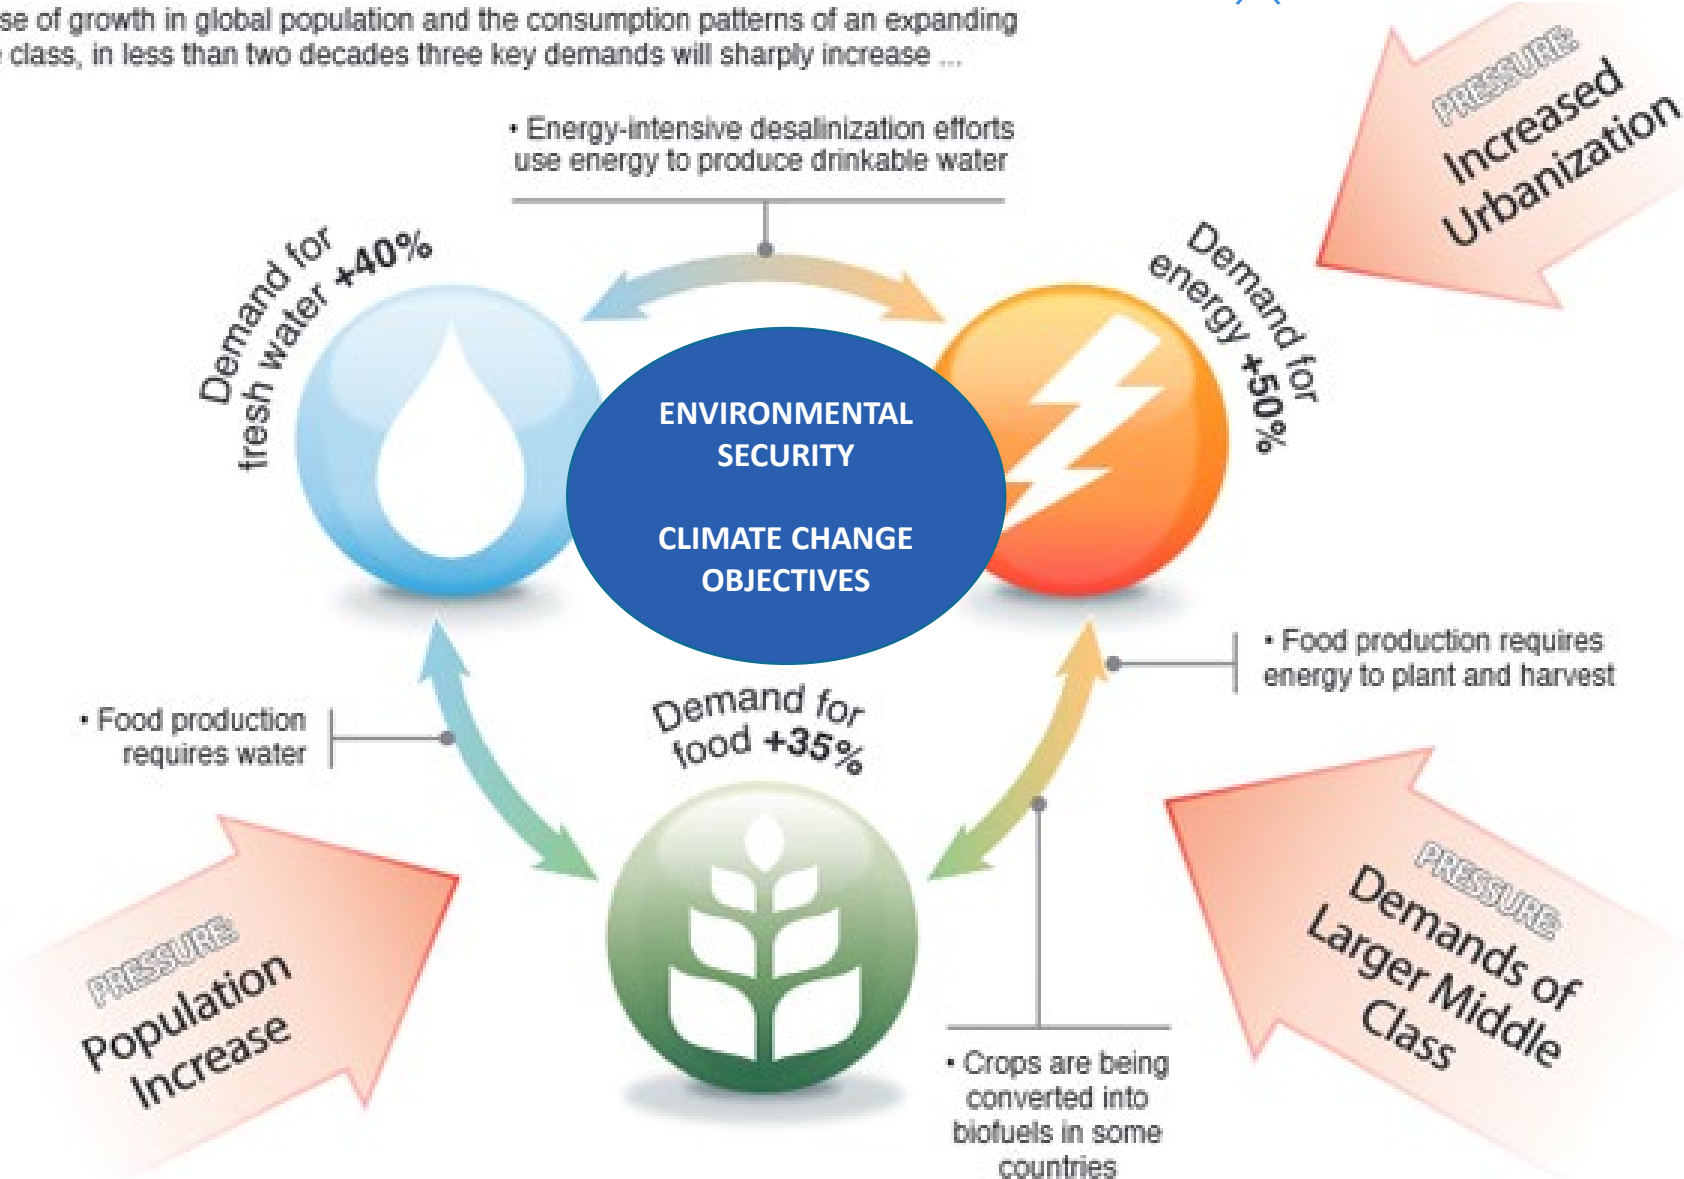 se of growth in global population and the consumption patterns of an expanding
class, in less than two decades three key demands will sharply increase ...
• Energy-intensive desalinization efforts
use energy to produce drinkable water
PRESSURE:
Increased
Urbanization
Demand for
fresh water +40%
Demand for
energy +50%
ENVIRONMENTAL
SECURITY
CLIMATE CHANGE
OBJECTIVES
• Food production requires
energy to plant and harvest
• Food production
requires water
Demand for
food +35%
PRESSURE:
Population
Increase
PRESSURE:
Demands of
Larger Middle
Class
• Crops are being
converted into
biofuels in some
countries